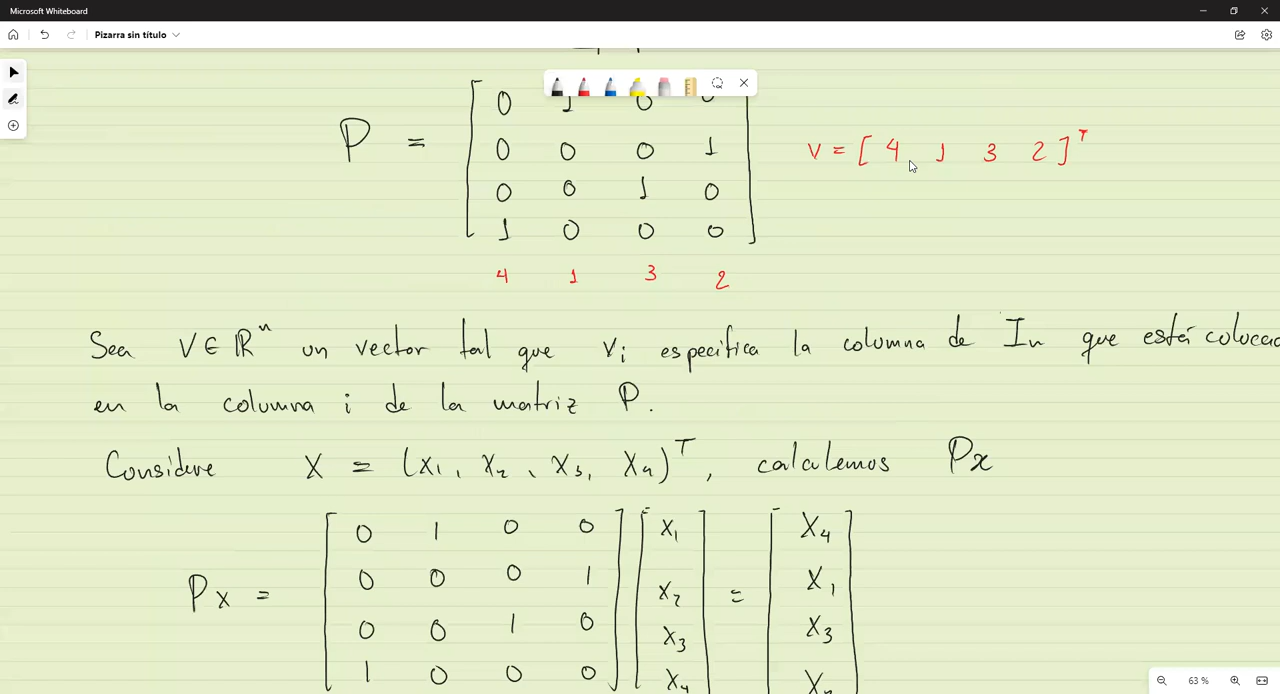 Microsoft Whiteboard
Pizarra sin título
P = [ 0 1 0 0
0 0 0 1
0 0 1 0
1 0 0 0 ]
v = [ 4 1 3 2 ]ᵀ
4 1 3 2
Sea V ∈ ℝⁿ un vector tal que Vi especifica la columna de In que está coloca
en la columna i de la matriz P.
Considere X = (x₁, x₂, x₃, x₄)ᵀ, calculemos Px
Px = [ 0 1 0 0 ] [ x₁ ] = [ X₄ ]
0 0 0 1 x₂ X₁
0 0 1 0 x₃ X₃
1 0 0 0 x₄
63 %